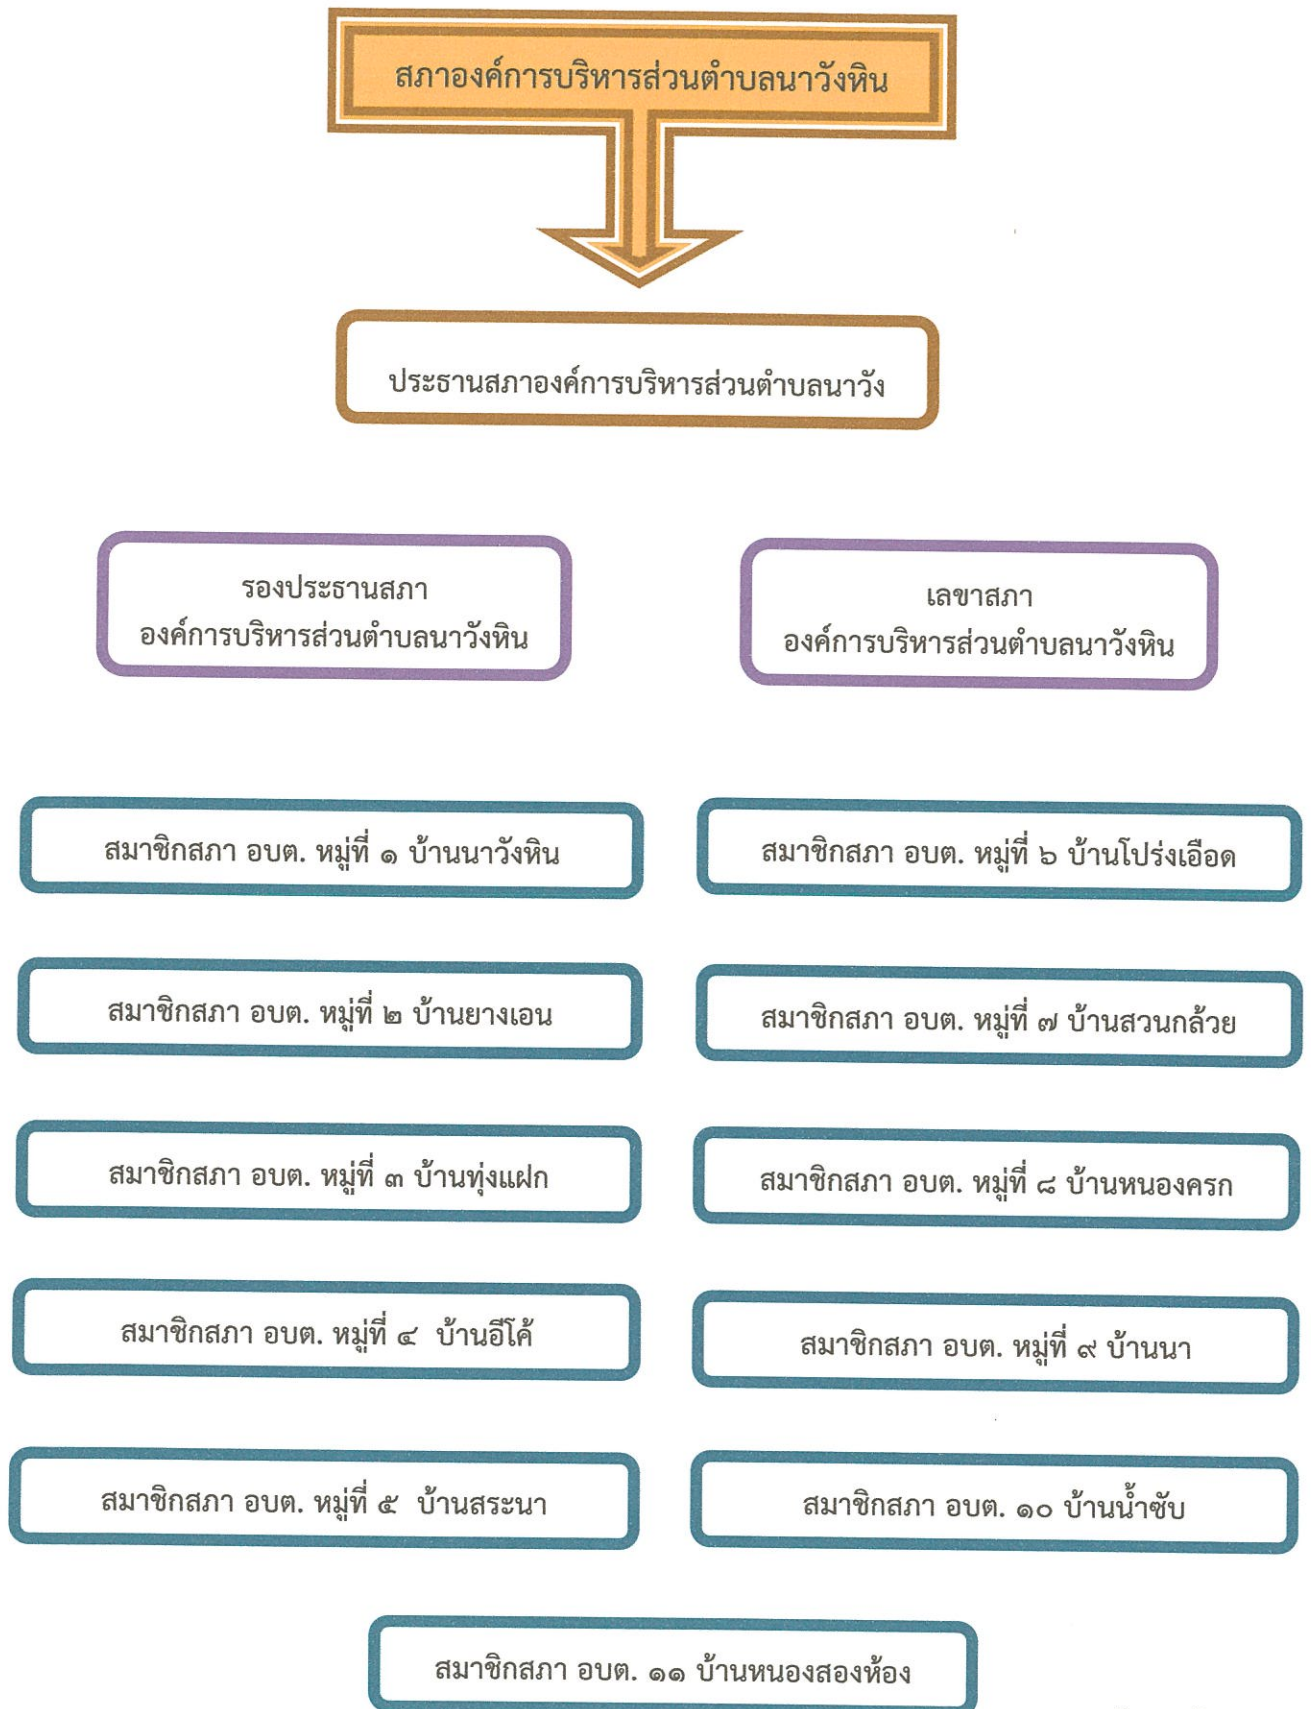 สภาองค์การบริหารส่วนตำบลนาวังหิน
ประธานสภาองค์การบริหารส่วนตำบลนาวัง
รองประธานสภา
องค์การบริหารส่วนตำบลนาวังหิน
เลขาสภา
องค์การบริหารส่วนตำบลนาวังหิน
สมาชิกสภา อบต. หมู่ที่ ๑ บ้านนาวังหิน
สมาชิกสภา อบต. หมู่ที่ ๖ บ้านโปร่งเอือด
สมาชิกสภา อบต. หมู่ที่ ๒ บ้านยางเอน
สมาชิกสภา อบต. หมู่ที่ ๗ บ้านสวนกล้วย
สมาชิกสภา อบต. หมู่ที่ ๓ บ้านทุ่งแฝก
สมาชิกสภา อบต. หมู่ที่ ๘ บ้านหนองครก
สมาชิกสภา อบต. หมู่ที่ ๔ บ้านอีโค้
สมาชิกสภา อบต. หมู่ที่ ๙ บ้านนา
สมาชิกสภา อบต. หมู่ที่ ๕ บ้านสระนา
สมาชิกสภา อบต. ๑๐ บ้านน้ำซับ
สมาชิกสภา อบต. ๑๑ บ้านหนองสองห้อง